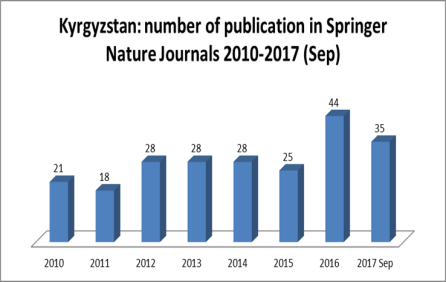 Kyrgyzstan: number of publication in Springer
Nature Journals 2010-2017 (Sep)
21 18 28 28 28 25 44 35
2010 2011 2012 2013 2014 2015 2016 2017 Sep